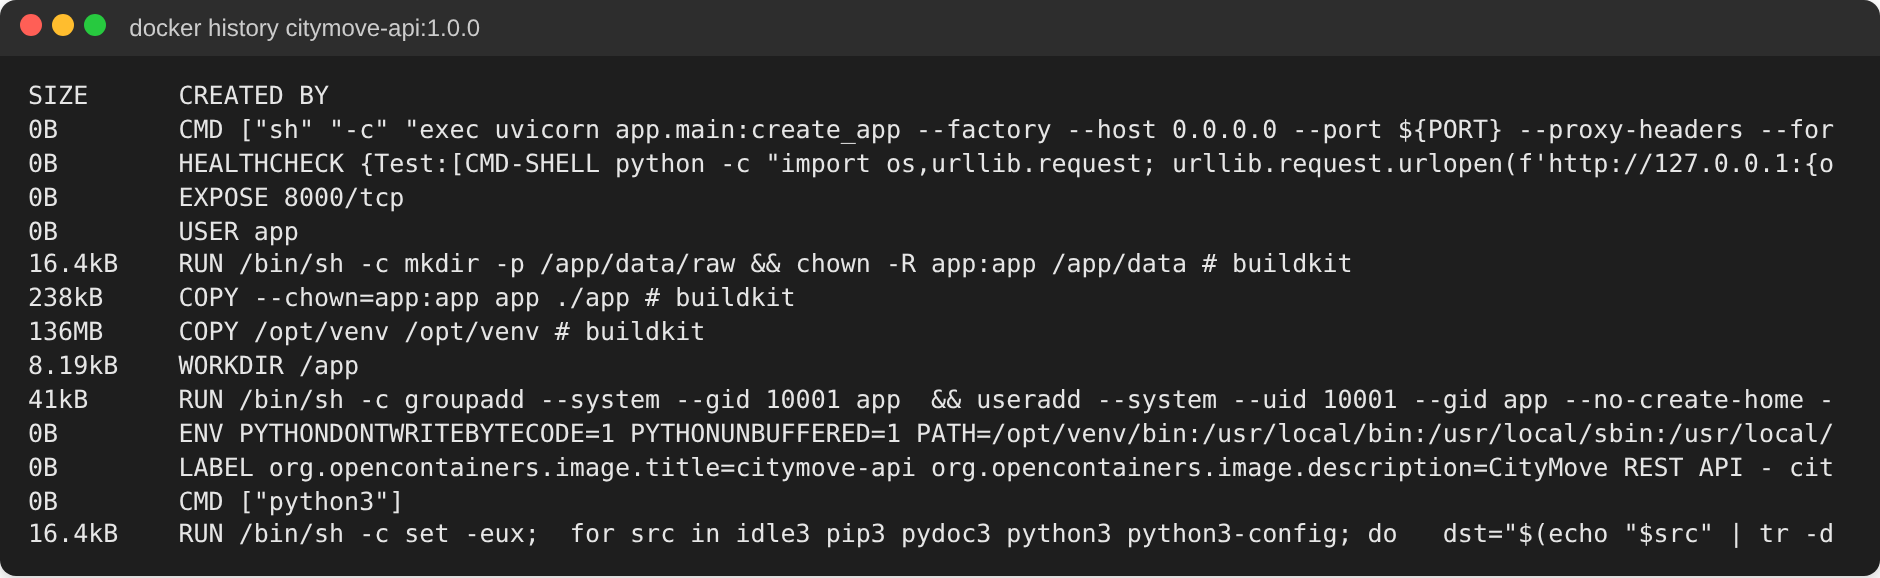 docker history citymove-api:1.0.0
SIZE      CREATED BY
0B        CMD ["sh" "-c" "exec uvicorn app.main:create_app --factory --host 0.0.0.0 --port ${PORT} --proxy-headers --for
0B        HEALTHCHECK {Test:[CMD-SHELL python -c "import os,urllib.request; urllib.request.urlopen(f'http://127.0.0.1:{o
0B        EXPOSE 8000/tcp
0B        USER app
16.4kB    RUN /bin/sh -c mkdir -p /app/data/raw && chown -R app:app /app/data # buildkit
238kB     COPY --chown=app:app app ./app # buildkit
136MB     COPY /opt/venv /opt/venv # buildkit
8.19kB    WORKDIR /app
41kB      RUN /bin/sh -c groupadd --system --gid 10001 app  && useradd --system --uid 10001 --gid app --no-create-home -
0B        ENV PYTHONDONTWRITEBYTECODE=1 PYTHONUNBUFFERED=1 PATH=/opt/venv/bin:/usr/local/bin:/usr/local/sbin:/usr/local/
0B        LABEL org.opencontainers.image.title=citymove-api org.opencontainers.image.description=CityMove REST API - cit
0B        CMD ["python3"]
16.4kB    RUN /bin/sh -c set -eux;  for src in idle3 pip3 pydoc3 python3 python3-config; do   dst="$(echo "$src" | tr -d